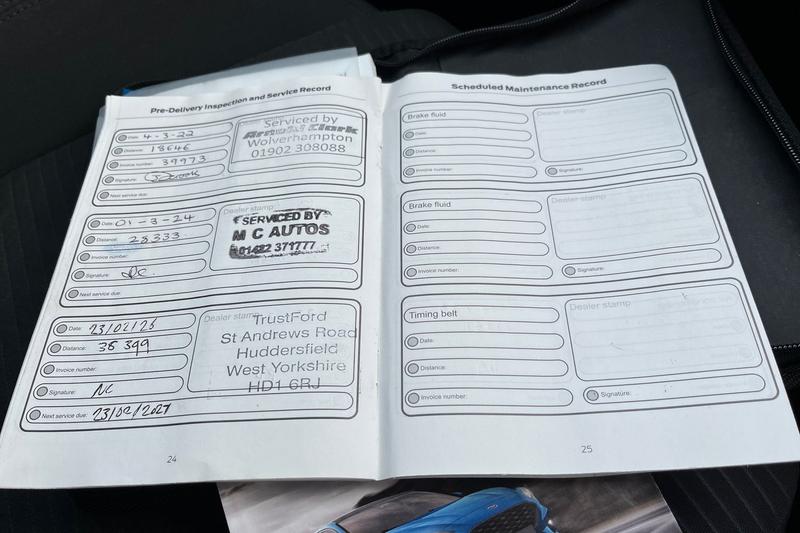 Pre-Delivery Inspection and Service Record
Date: 4-3-22
Distance: 18646
Invoice number: 39973
Signature:
Next service due:
Serviced by
Arnold Clark
Wolverhampton
01902 308088
Date: 01-3-24
Distance: 28333
Invoice number:
Signature:
Next service due:
Dealer stamp
SERVICED BY
M C AUTOS
01482 371777
Date:
Distance: 35 399
Invoice number:
Signature: NC
Next service due: 23/02/2027
Dealer stamp
TrustFord
St Andrews Road
Huddersfield
West Yorkshire
HD1 6RJ
24
Scheduled Maintenance Record
Brake fluid
Date:
Distance:
Invoice number:
Dealer stamp
Signature:
Brake fluid
Date:
Distance:
Invoice number:
Dealer stamp
Signature:
Timing belt
Date:
Distance:
Invoice number:
Dealer stamp
Signature:
25